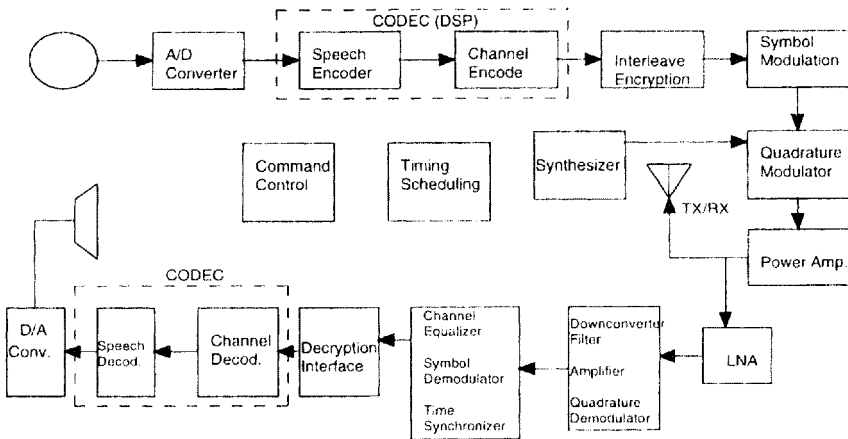 CODEC (DSP)
A/D
Converter
Speech
Encoder
Channel
Encode
Interleave
Encryption
Symbol
Modulation
Command
Control
Timing
Scheduling
Synthesizer
Quadrature
Modulator
TX/RX
Power Amp.
CODEC
D/A
Conv.
Speech
Decod.
Channel
Decod.
Decryption
Interface
Channel
Equalizer
Symbol
Demodulator
Time
Synchronizer
Downconverter
Filter
Amplifier
Quadrature
Demodulator
LNA